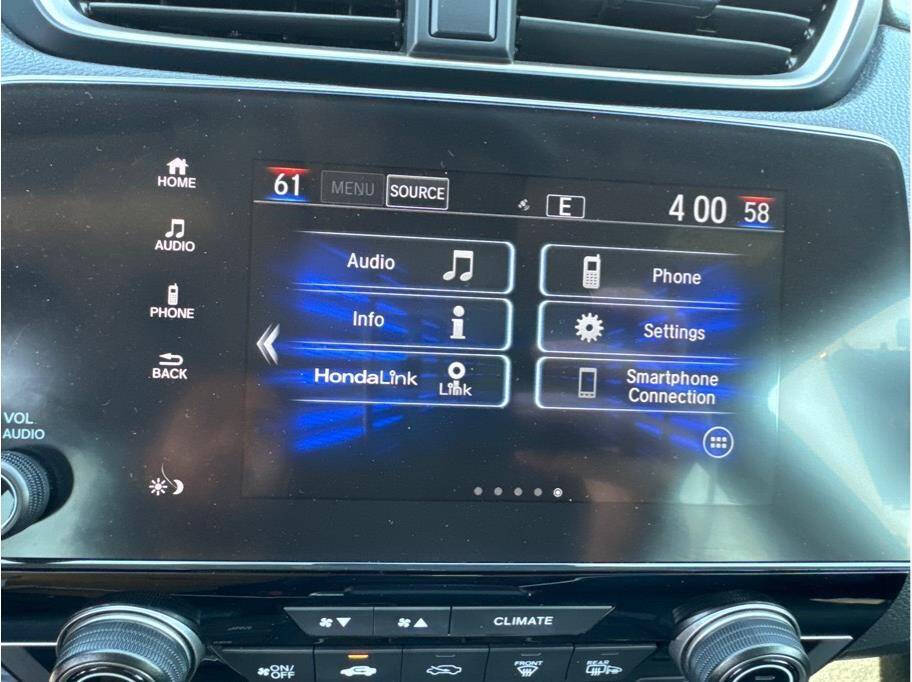 HOME
AUDIO
PHONE
BACK
VOL
AUDIO
61 MENU SOURCE E 4 00 58
Audio
Phone
Info
Settings
HondaLink Link
Smartphone
Connection
CLIMATE
ON/
OFF
FRONT
REAR